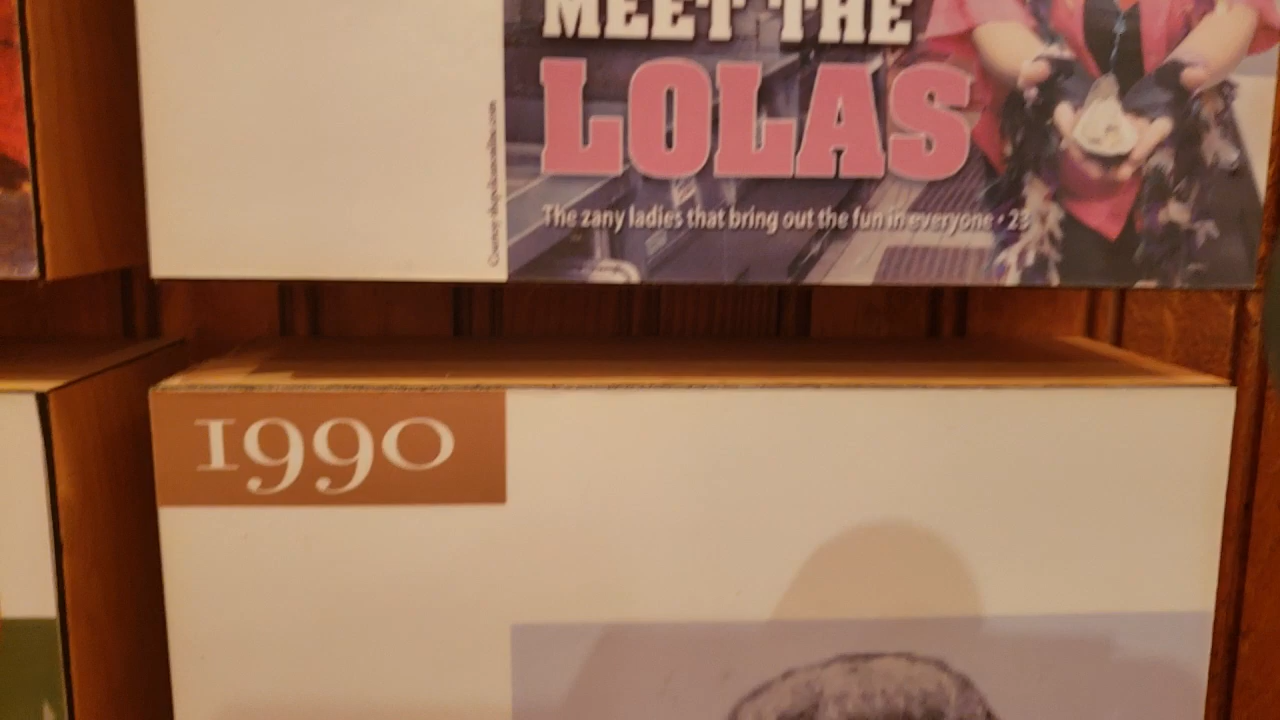 MEET THE
LOLAS
The zany ladies that bring out the fun in everyone • 23
1990